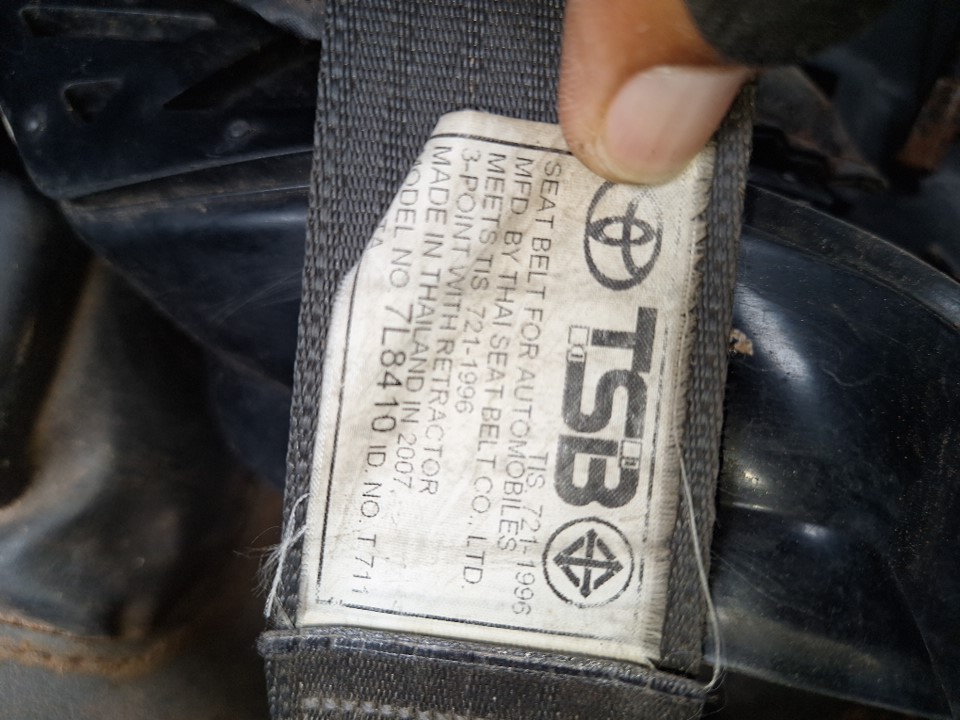 TSB
TIS. 721-1996
SEAT BELT FOR AUTOMOBILES
MFD. BY THAI SEAT BELT CO., LTD.
MEETS TIS 721-1996
3-POINT WITH RETRACTOR
MADE IN THAILAND IN 2007
MODEL NO. 7L8410 ID. NO. T711